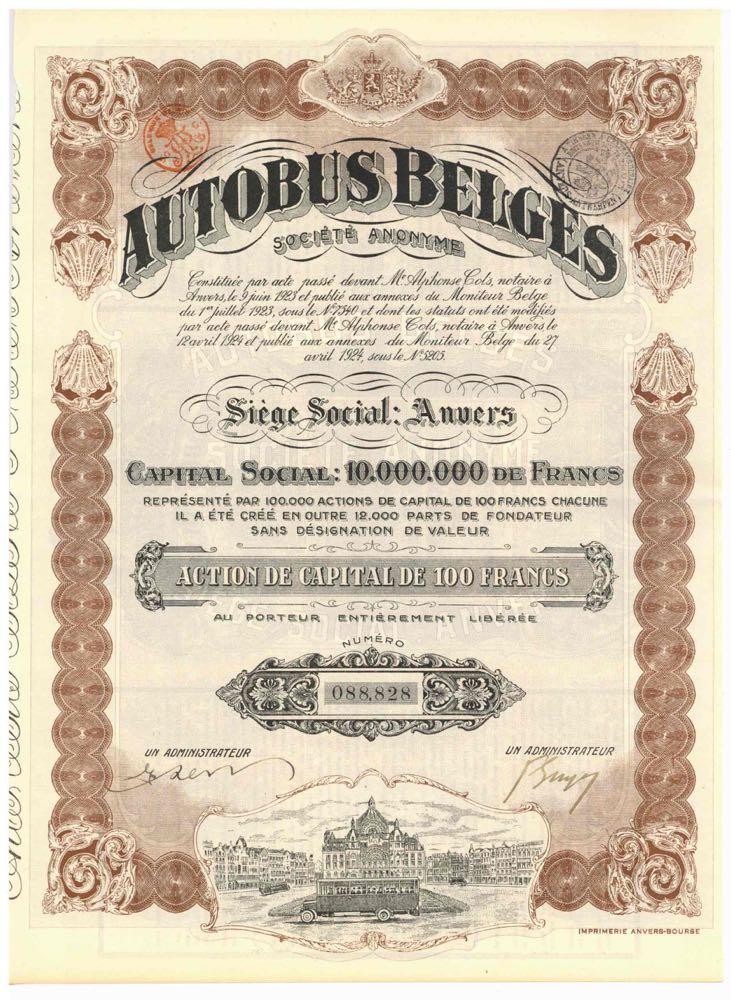 AUTOBUS BELGES
SOCIÉTÉ ANONYME
Constituée par acte passé devant Me Alphonse Cols, notaire à
Anvers, le 9 juin 1923 et publié aux annexes du Moniteur Belge
du 1er juillet 1923, sous le No 7540 et dont les statuts ont été modifiés
par acte passé devant Me Alphonse Cols, notaire à Anvers le
12 avril 1924 et publié aux annexes du Moniteur Belge du 27
avril 1924, sous le No 5205.
Siége Social: Anvers
CAPITAL SOCIAL: 10.000.000 DE FRANCS
REPRÉSENTÉ PAR 100.000 ACTIONS DE CAPITAL DE 100 FRANCS CHACUNE
IL A ÉTÉ CRÉÉ EN OUTRE 12.000 PARTS DE FONDATEUR
SANS DÉSIGNATION DE VALEUR
ACTION DE CAPITAL DE 100 FRANCS
AU PORTEUR ENTIÈREMENT LIBÉRÉE
NUMÉRO
088,828
UN ADMINISTRATEUR
UN ADMINISTRATEUR
IMPRIMERIE ANVERS-BOURSE